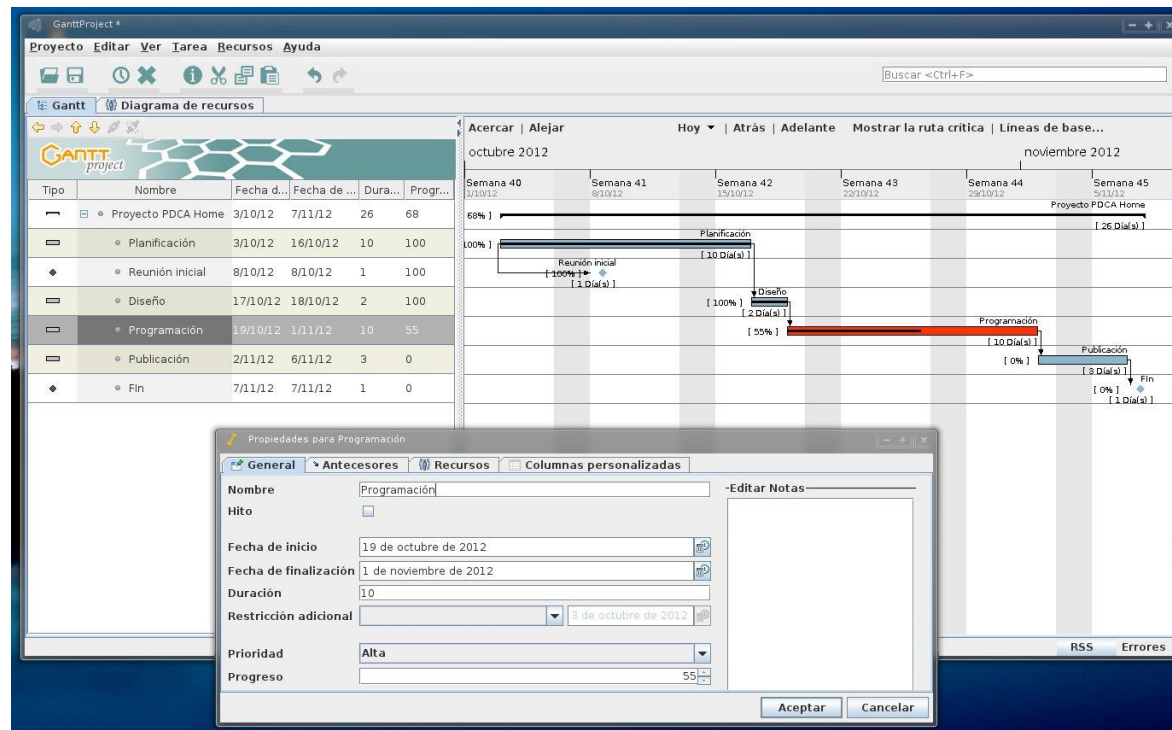 GanttProject *
Proyecto Editar Ver Tarea Recursos Ayuda
Buscar <Ctrl+F>
Gantt Diagrama de recursos
GANTT project
Acercar | Alejar Hoy | Atrás | Adelante Mostrar la ruta crítica | Líneas de base...
octubre 2012 noviembre 2012
Semana 40 Semana 41 Semana 42 Semana 43 Semana 44 Semana 45
1/10/12 8/10/12 15/10/12 22/10/12 29/10/12 5/11/12
Tipo Nombre Fecha d... Fecha de ... Dura... Progr...
Proyecto PDCA Home 3/10/12 7/11/12 26 68
Planificación 3/10/12 16/10/12 10 100
Reunión inicial 8/10/12 8/10/12 1 100
Diseño 17/10/12 18/10/12 2 100
Programación 19/10/12 1/11/12 10 55
Publicación 2/11/12 6/11/12 3 0
Fin 7/11/12 7/11/12 1 0
Proyecto PDCA Home
68% ]
[ 26 Día(s) ]
Planificación
100% ]
[ 10 Día(s) ]
Reunión inicial
[ 100% ]
[ 1 Día(s) ]
Diseño
[ 100% ]
[ 2 Día(s) ]
Programación
[ 55% ]
[ 10 Día(s) ]
Publicación
[ 0% ]
[ 3 Día(s) ]
Fin
[ 0% ]
[ 1 Día(s) ]
Propiedades para Programación
General Antecesores Recursos Columnas personalizadas
Nombre Programación
Hito
Fecha de inicio 19 de octubre de 2012
Fecha de finalización 1 de noviembre de 2012
Duración 10
Restricción adicional 3 de octubre de 2012
Prioridad Alta
Progreso 55
Editar Notas
Aceptar Cancelar
RSS Errores